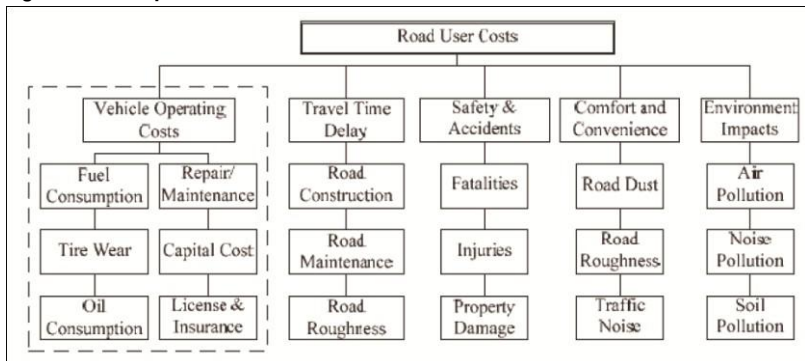 Road User Costs
Vehicle Operating
Costs
Travel Time
Delay
Safety &
Accidents
Comfort and
Convenience
Environment
Impacts
Fuel
Consumption
Repair/
Maintenance
Road
Construction
Fatalities
Road Dust
Air
Pollution
Tire Wear
Capital Cost
Road
Maintenance
Injuries
Road
Roughness
Noise
Pollution
Oil
Consumption
License &
Insurance
Road
Roughness
Property
Damage
Traffic
Noise
Soil
Pollution